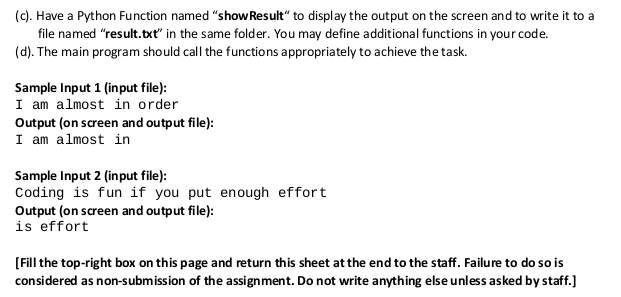 (c). Have a Python Function named “showResult“ to display the output on the screen and to write it to a
file named “result.txt” in the same folder. You may define additional functions in your code.
(d). The main program should call the functions appropriately to achieve the task.
Sample Input 1 (input file):
I am almost in order
Output (on screen and output file):
I am almost in
Sample Input 2 (input file):
Coding is fun if you put enough effort
Output (on screen and output file):
is effort
[Fill the top-right box on this page and return this sheet at the end to the staff. Failure to do so is
considered as non-submission of the assignment. Do not write anything else unless asked by staff.]